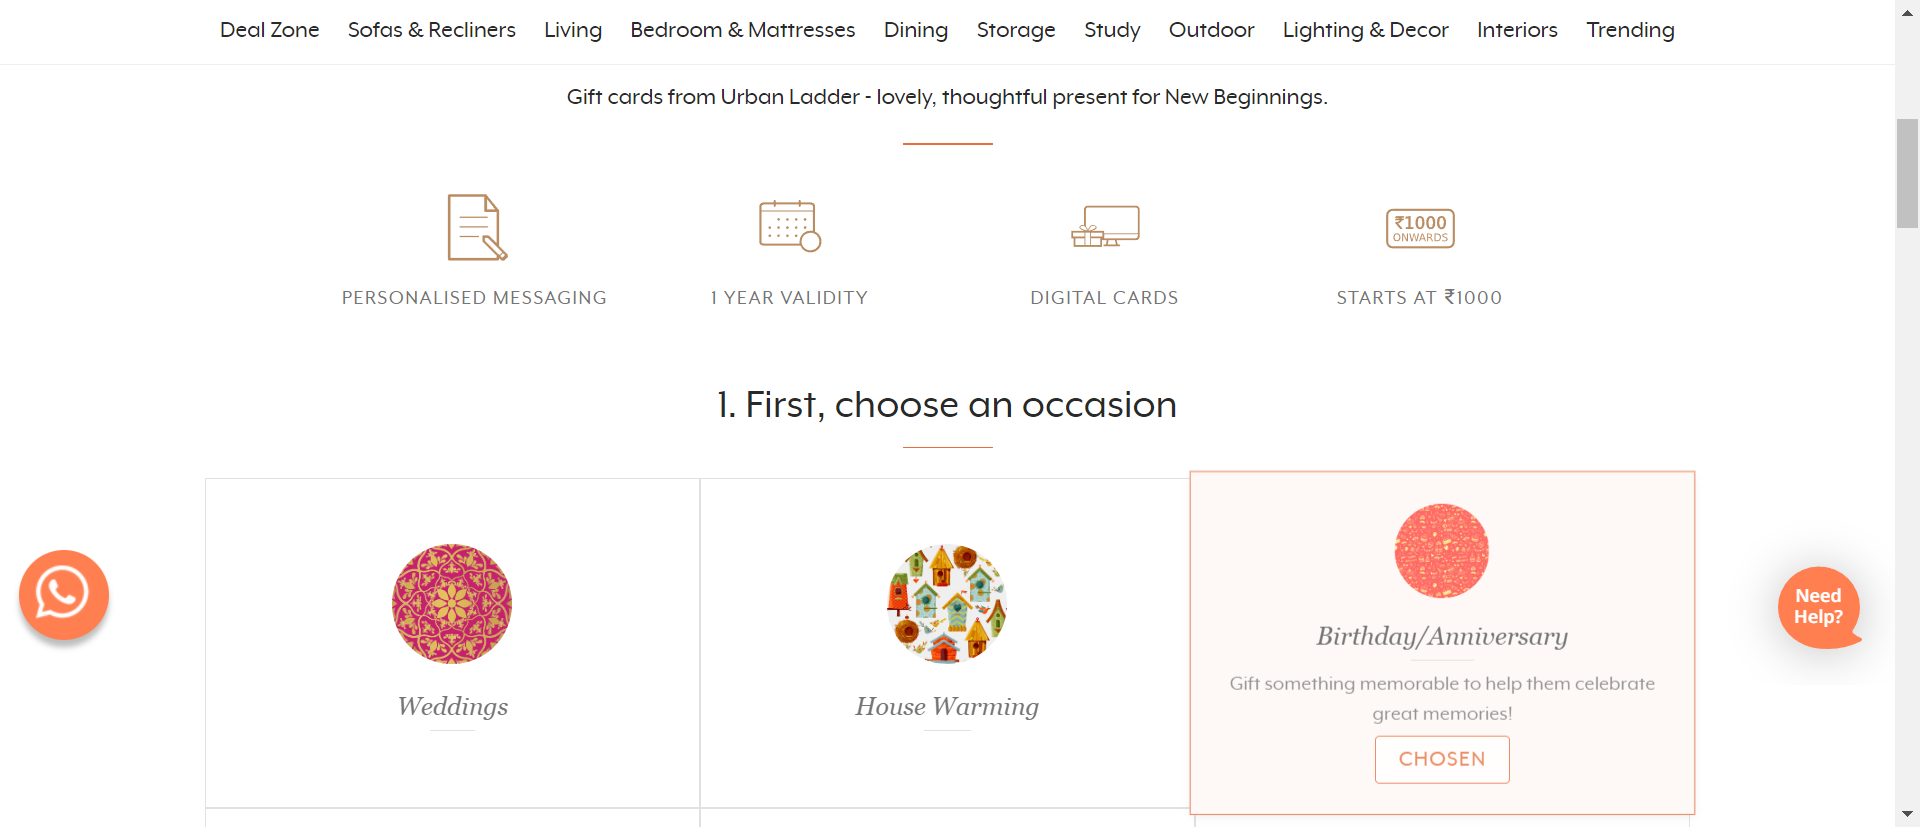 Deal Zone Sofas & Recliners Living Bedroom & Mattresses Dining Storage Study Outdoor Lighting & Decor Interiors Trending
Gift cards from Urban Ladder - lovely, thoughtful present for New Beginnings.
₹1000
ONWARDS
PERSONALISED MESSAGING 1 YEAR VALIDITY DIGITAL CARDS STARTS AT ₹1000
1. First, choose an occasion
Weddings
House Warming
Birthday/Anniversary
Gift something memorable to help them celebrate
great memories!
CHOSEN
Need
Help?